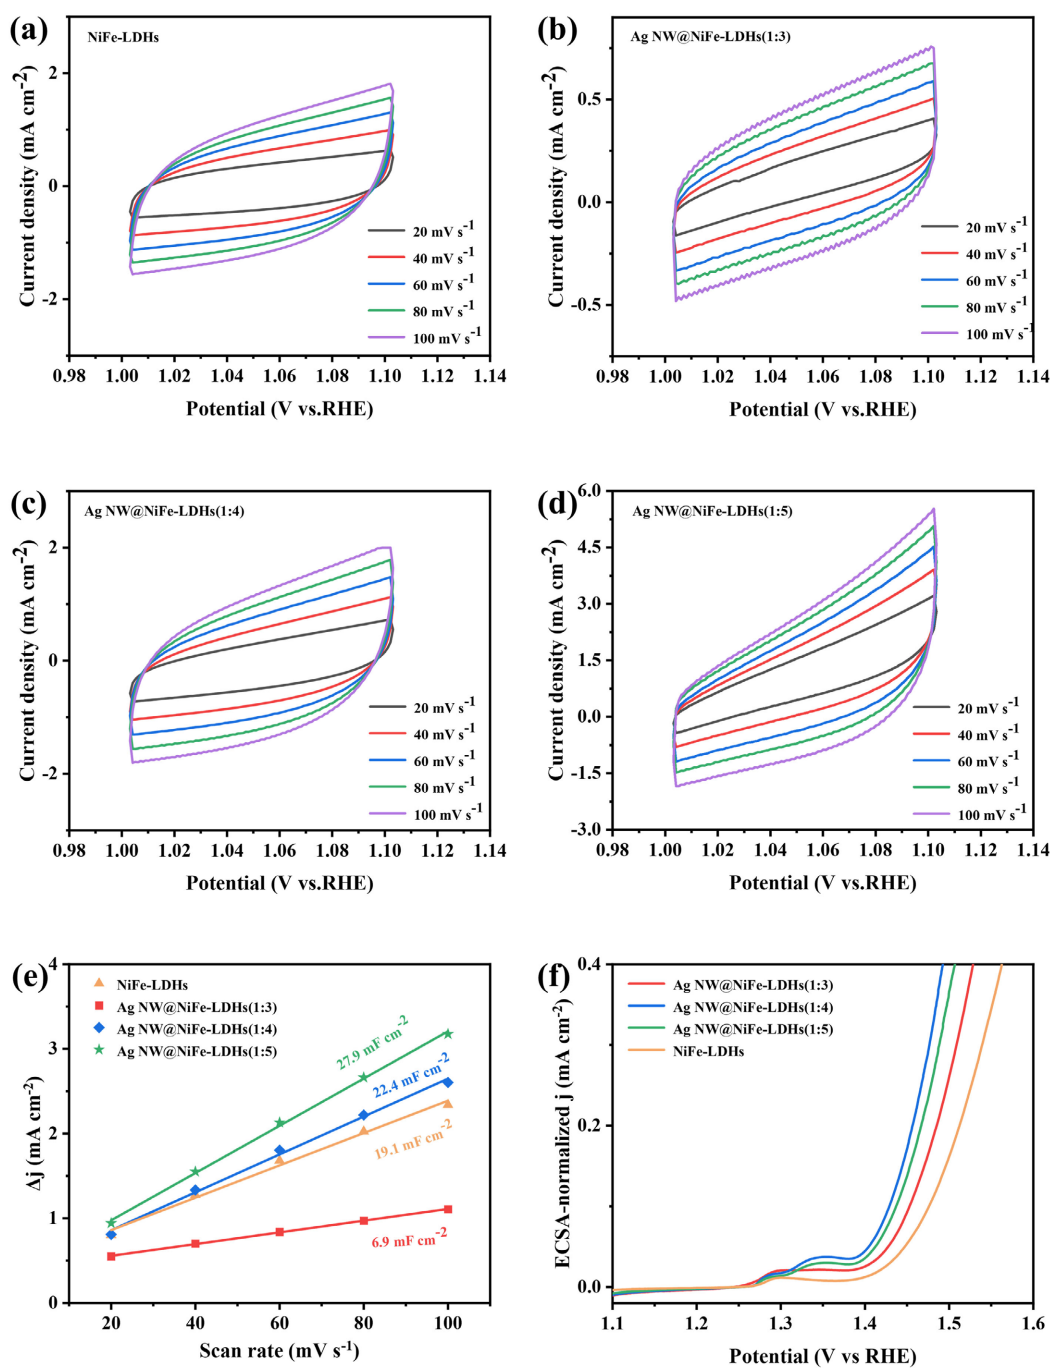 (a)
NiFe-LDHs
Current density (mA cm-2)
2
0
-2
20 mV s-1
40 mV s-1
60 mV s-1
80 mV s-1
100 mV s-1
0.98 1.00 1.02 1.04 1.06 1.08 1.10 1.12 1.14
Potential (V vs.RHE)
(b)
Ag NW@NiFe-LDHs(1:3)
Current density (mA cm-2)
0.5
0.0
-0.5
20 mV s-1
40 mV s-1
60 mV s-1
80 mV s-1
100 mV s-1
0.98 1.00 1.02 1.04 1.06 1.08 1.10 1.12 1.14
Potential (V vs.RHE)
(c)
Ag NW@NiFe-LDHs(1:4)
Current density (mA cm-2)
2
0
-2
20 mV s-1
40 mV s-1
60 mV s-1
80 mV s-1
100 mV s-1
0.98 1.00 1.02 1.04 1.06 1.08 1.10 1.12 1.14
Potential (V vs.RHE)
(d)
Ag NW@NiFe-LDHs(1:5)
Current density (mA cm-2)
6.0
4.5
3.0
1.5
0.0
-1.5
-3.0
20 mV s-1
40 mV s-1
60 mV s-1
80 mV s-1
100 mV s-1
0.98 1.00 1.02 1.04 1.06 1.08 1.10 1.12 1.14
Potential (V vs.RHE)
(e)
NiFe-LDHs
Ag NW@NiFe-LDHs(1:3)
Ag NW@NiFe-LDHs(1:4)
Ag NW@NiFe-LDHs(1:5)
27.9 mF cm-2
22.4 mF cm-2
19.1 mF cm-2
6.9 mF cm-2
Δj (mA cm-2)
4
3
2
1
0
20 40 60 80 100
Scan rate (mV s-1)
(f)
Ag NW@NiFe-LDHs(1:3)
Ag NW@NiFe-LDHs(1:4)
Ag NW@NiFe-LDHs(1:5)
NiFe-LDHs
ECSA-normalized j (mA cm-2)
0.4
0.2
0.0
1.1 1.2 1.3 1.4 1.5 1.6
Potential (V vs RHE)